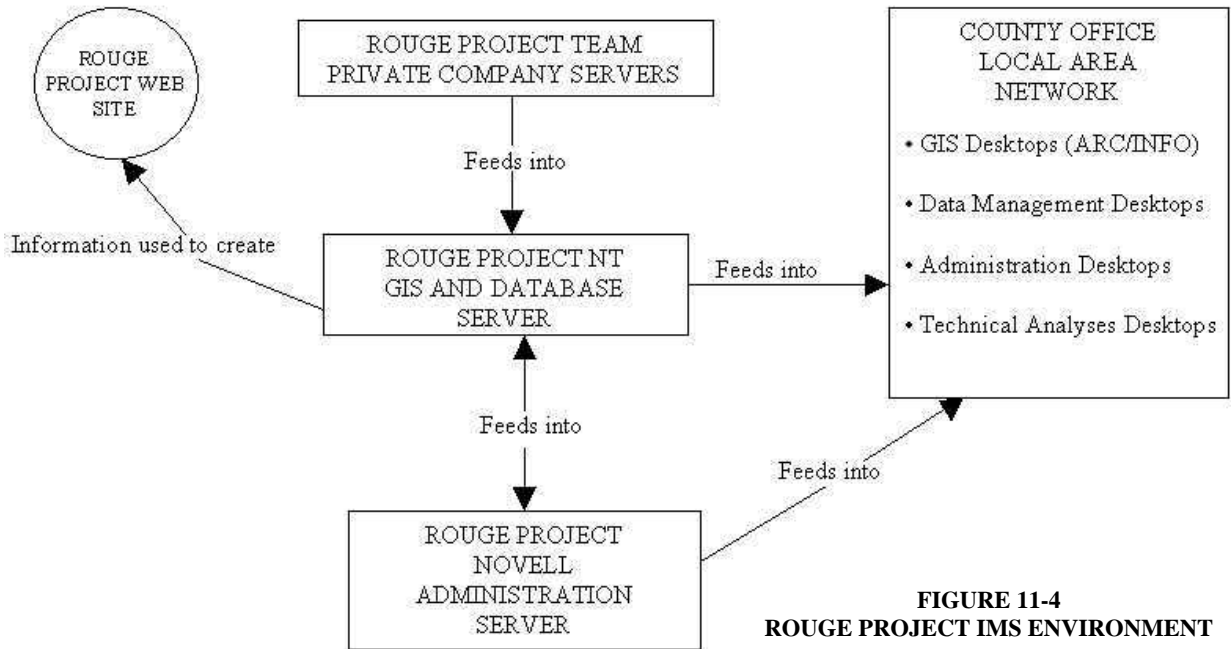 ROUGE
PROJECT WEB
SITE
ROUGE PROJECT TEAM
PRIVATE COMPANY SERVERS
COUNTY OFFICE
LOCAL AREA
NETWORK
• GIS Desktops (ARC/INFO)
• Data Management Desktops
• Administration Desktops
• Technical Analyses Desktops
Feeds into
Information used to create
ROUGE PROJECT NT
GIS AND DATABASE
SERVER
Feeds into
Feeds into
Feeds into
ROUGE PROJECT
NOVELL
ADMINISTRATION
SERVER
FIGURE 11-4
ROUGE PROJECT IMS ENVIRONMENT